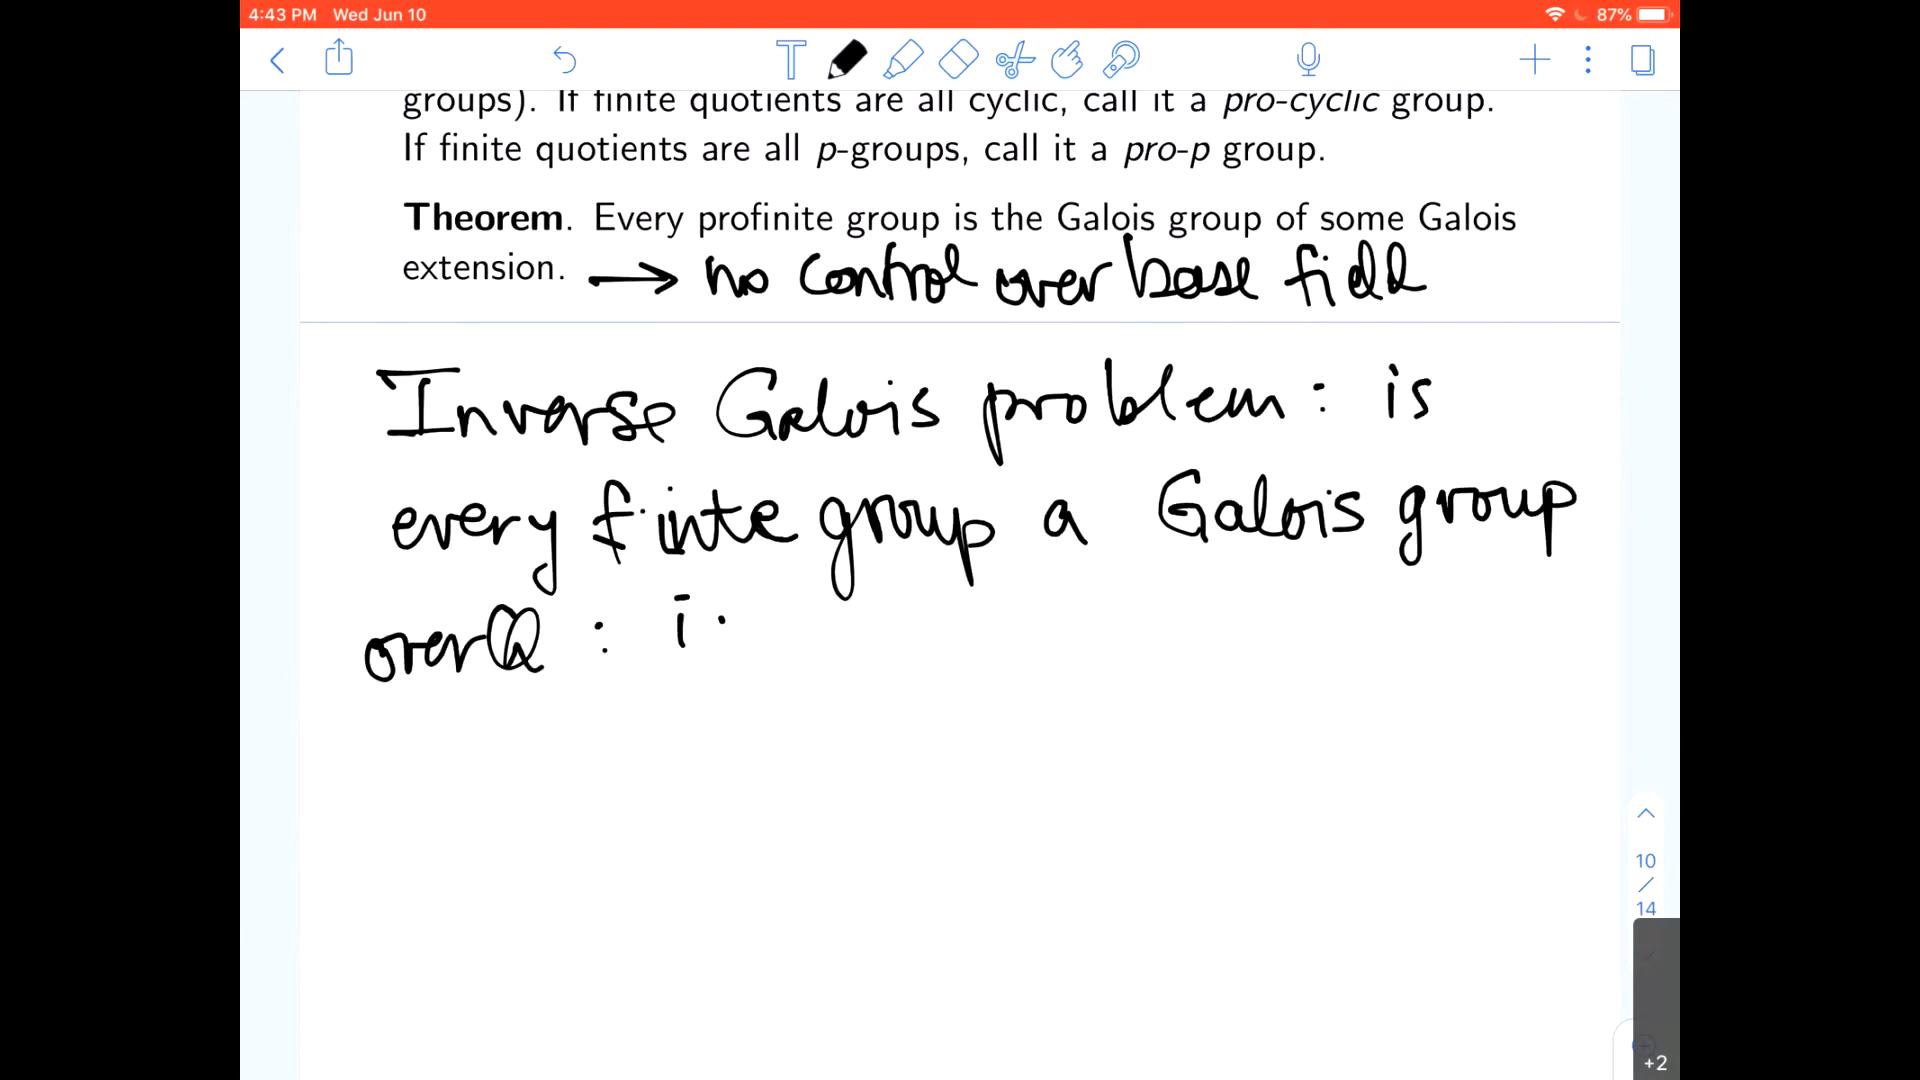 4:43 PM Wed Jun 10 87%
groups). If finite quotients are all cyclic, call it a pro-cyclic group.
If finite quotients are all p-groups, call it a pro-p group.
Theorem. Every profinite group is the Galois group of some Galois
extension. → no control over base field
Inverse Galois problem: is
every finte group a Galois group
over Q : i.
10
/
14
+2